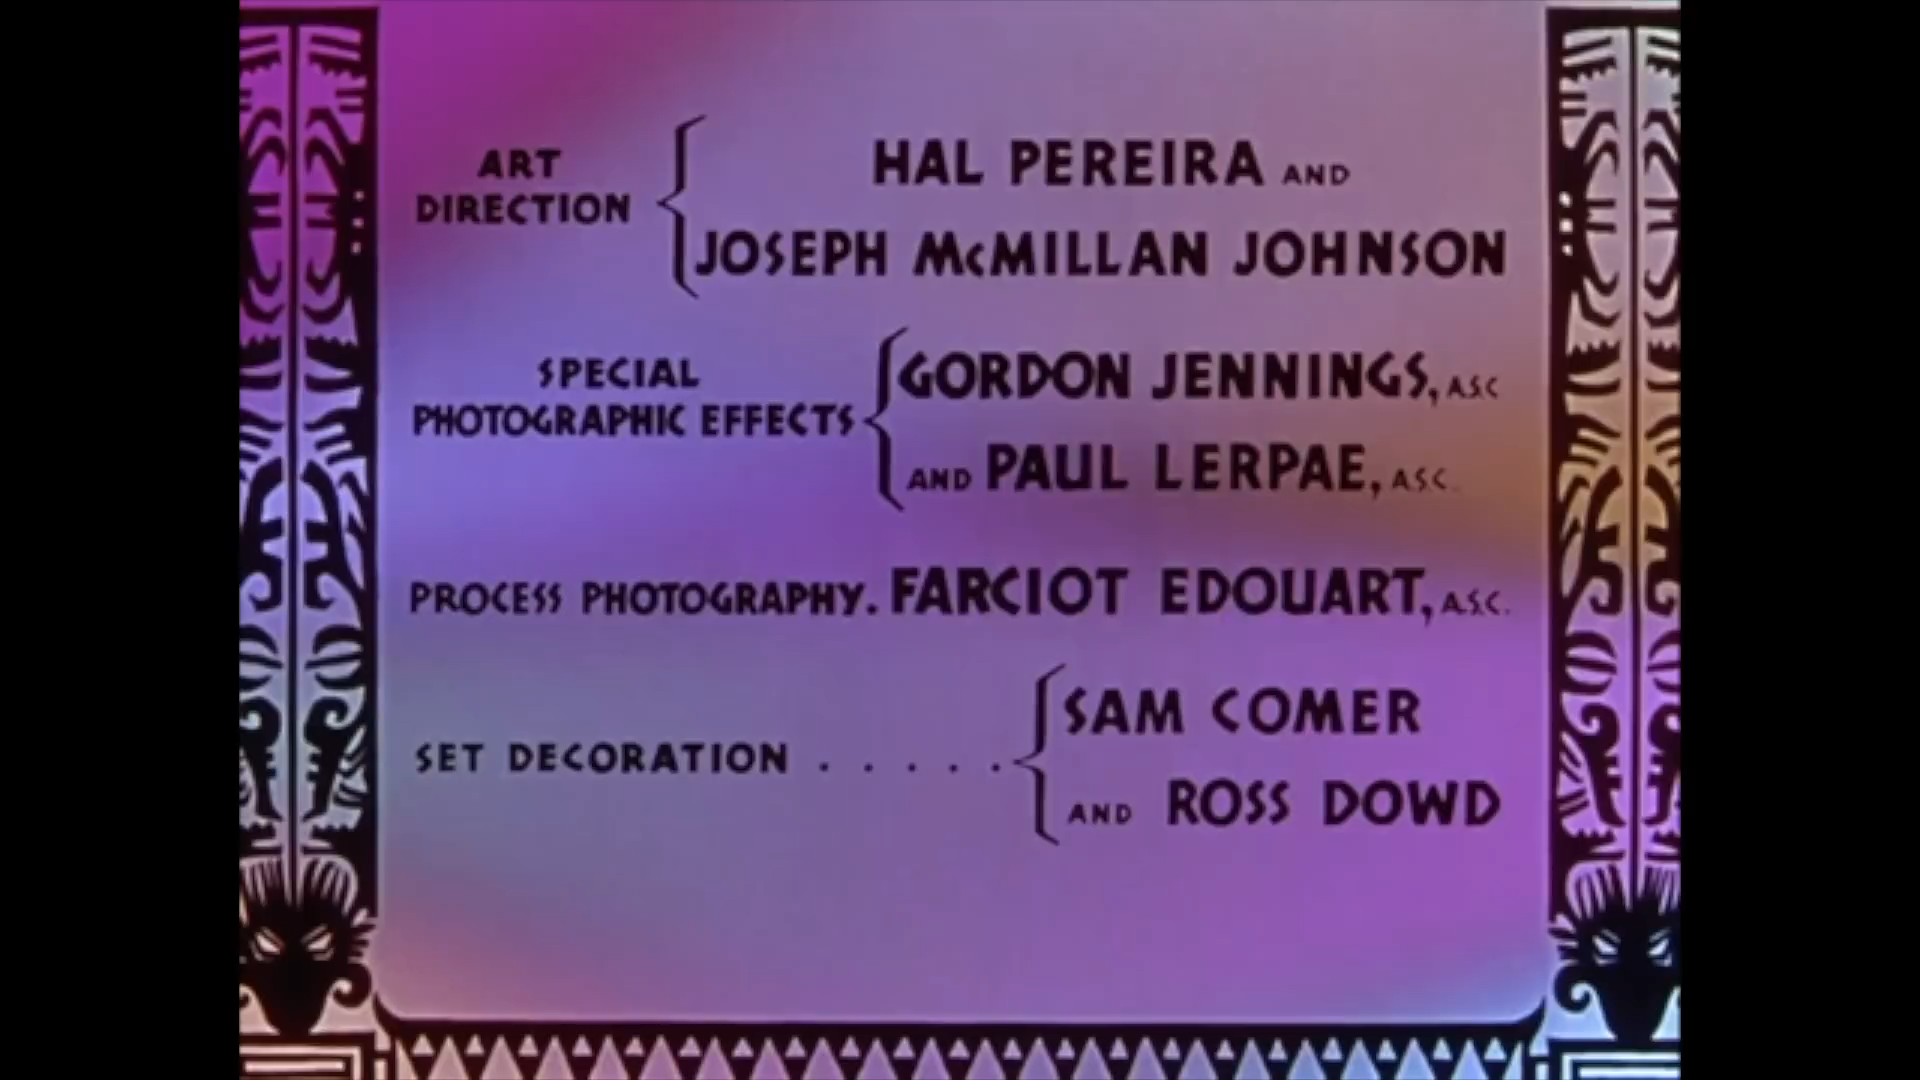 ART DIRECTION { HAL PEREIRA AND
JOSEPH McMILLAN JOHNSON
SPECIAL PHOTOGRAPHIC EFFECTS { GORDON JENNINGS, A.S.C
AND PAUL LERPAE, A.S.C.
PROCESS PHOTOGRAPHY. FARCIOT EDOUART, A.S.C.
SET DECORATION ..... { SAM COMER
AND ROSS DOWD